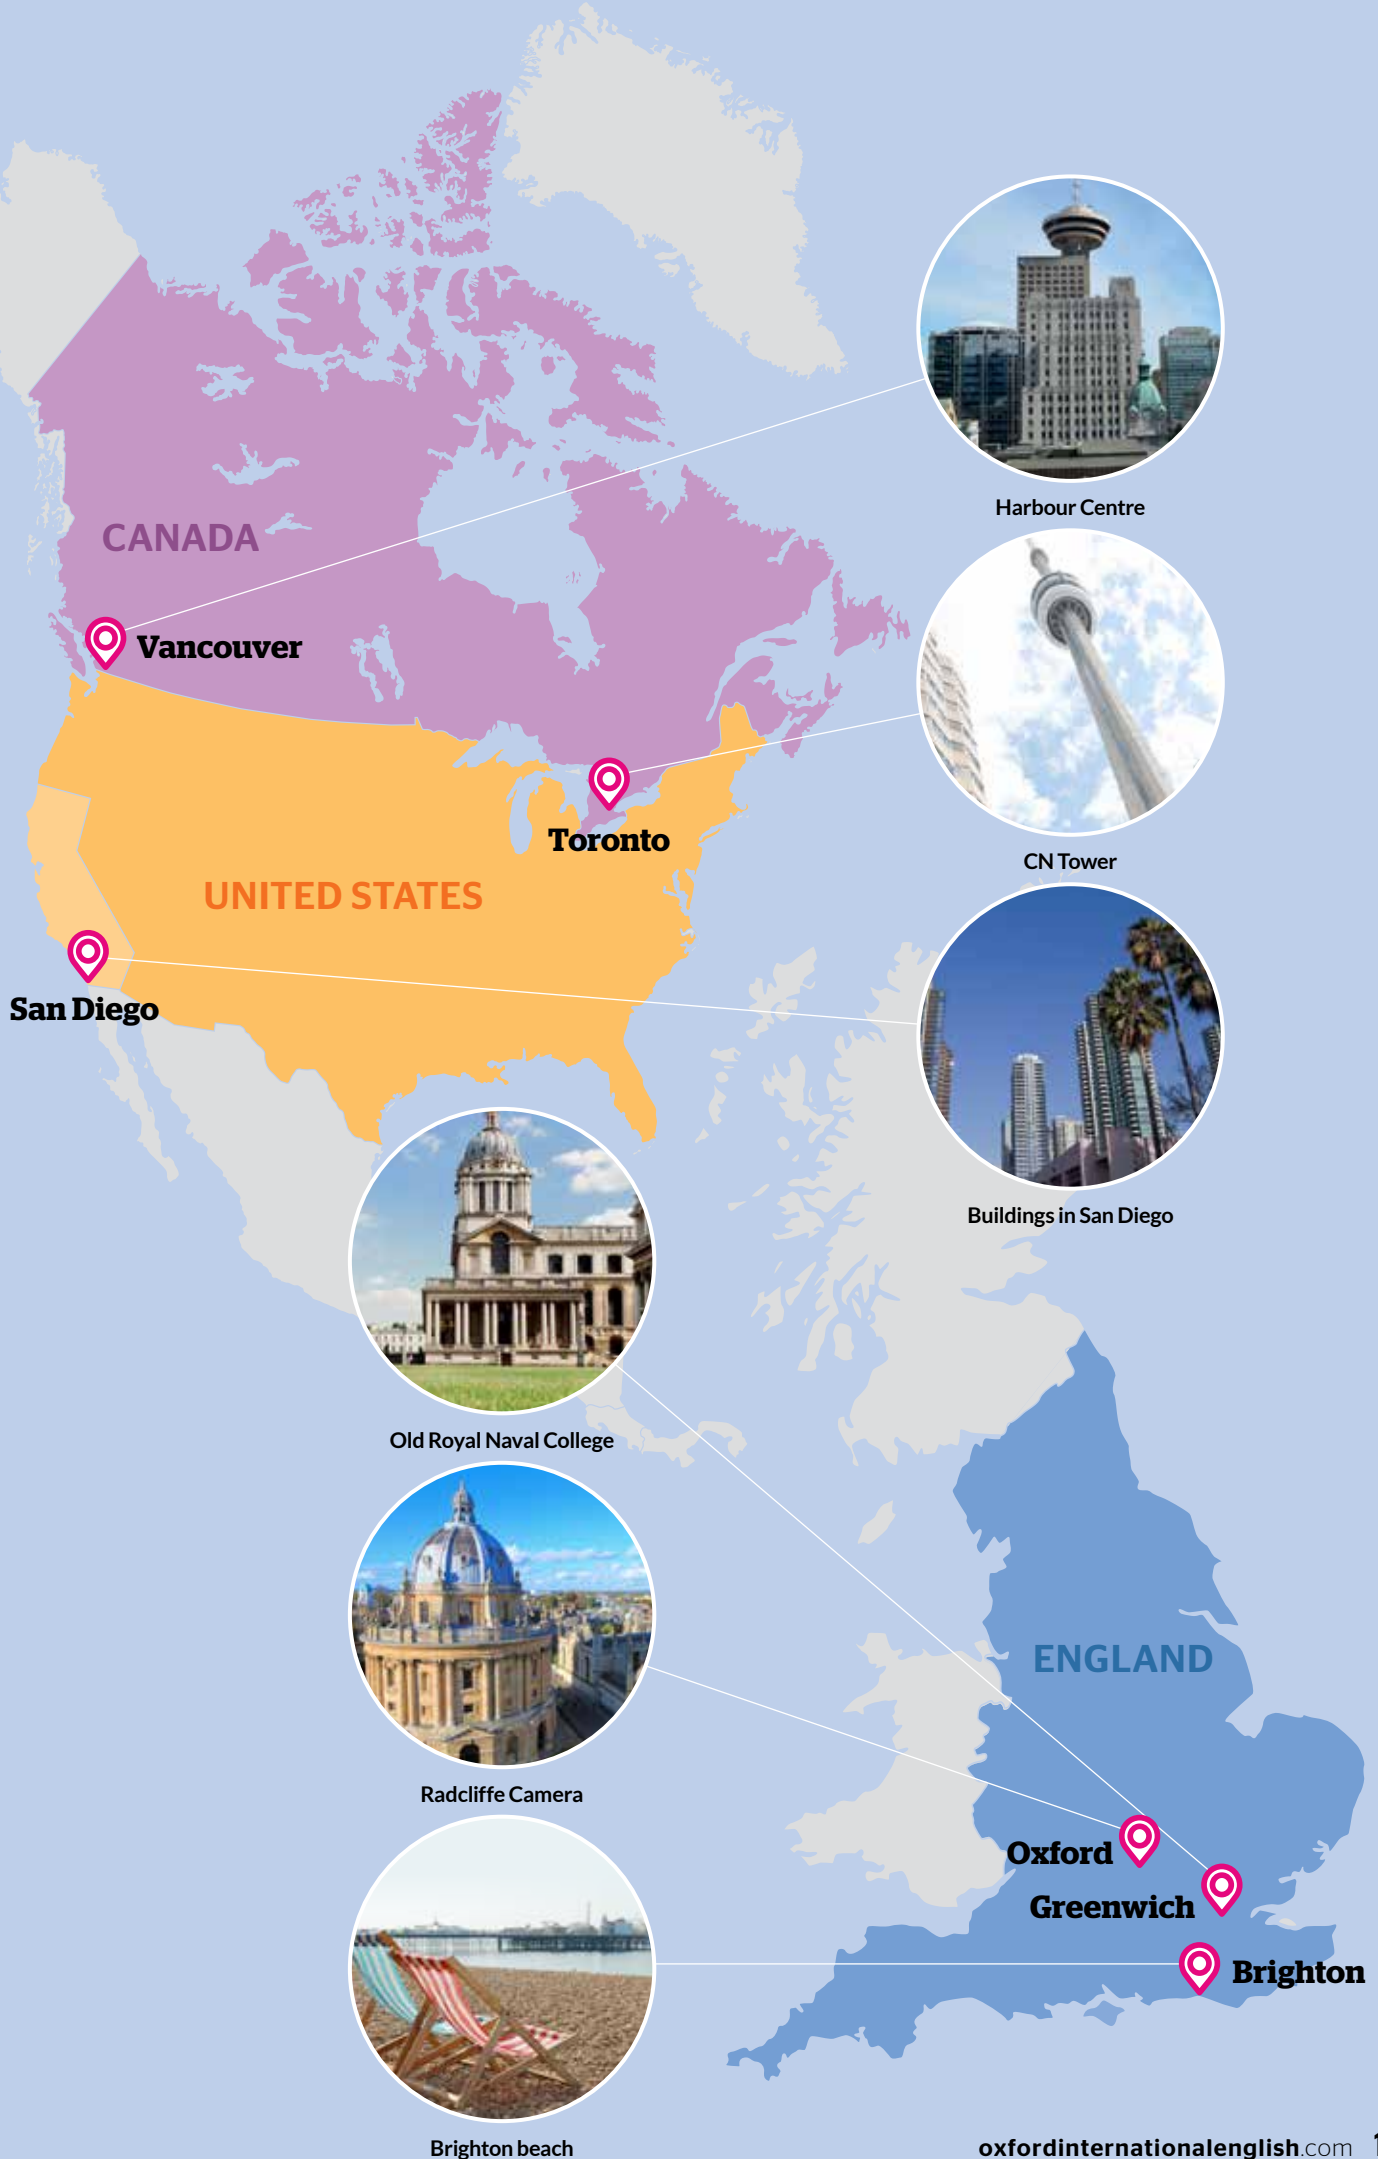 Harbour Centre
CANADA
Vancouver
CN Tower
Toronto
UNITED STATES
San Diego
Buildings in San Diego
Old Royal Naval College
ENGLAND
Radcliffe Camera
Oxford
Greenwich
Brighton
Brighton beach
oxfordinternationalenglish.com